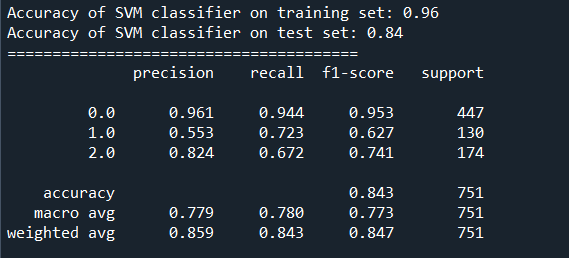 Accuracy of SVM classifier on training set: 0.96
Accuracy of SVM classifier on test set: 0.84
=======================================
precision recall f1-score support
0.0 0.961 0.944 0.953 447
1.0 0.553 0.723 0.627 130
2.0 0.824 0.672 0.741 174
accuracy 0.843 751
macro avg 0.779 0.780 0.773 751
weighted avg 0.859 0.843 0.847 751